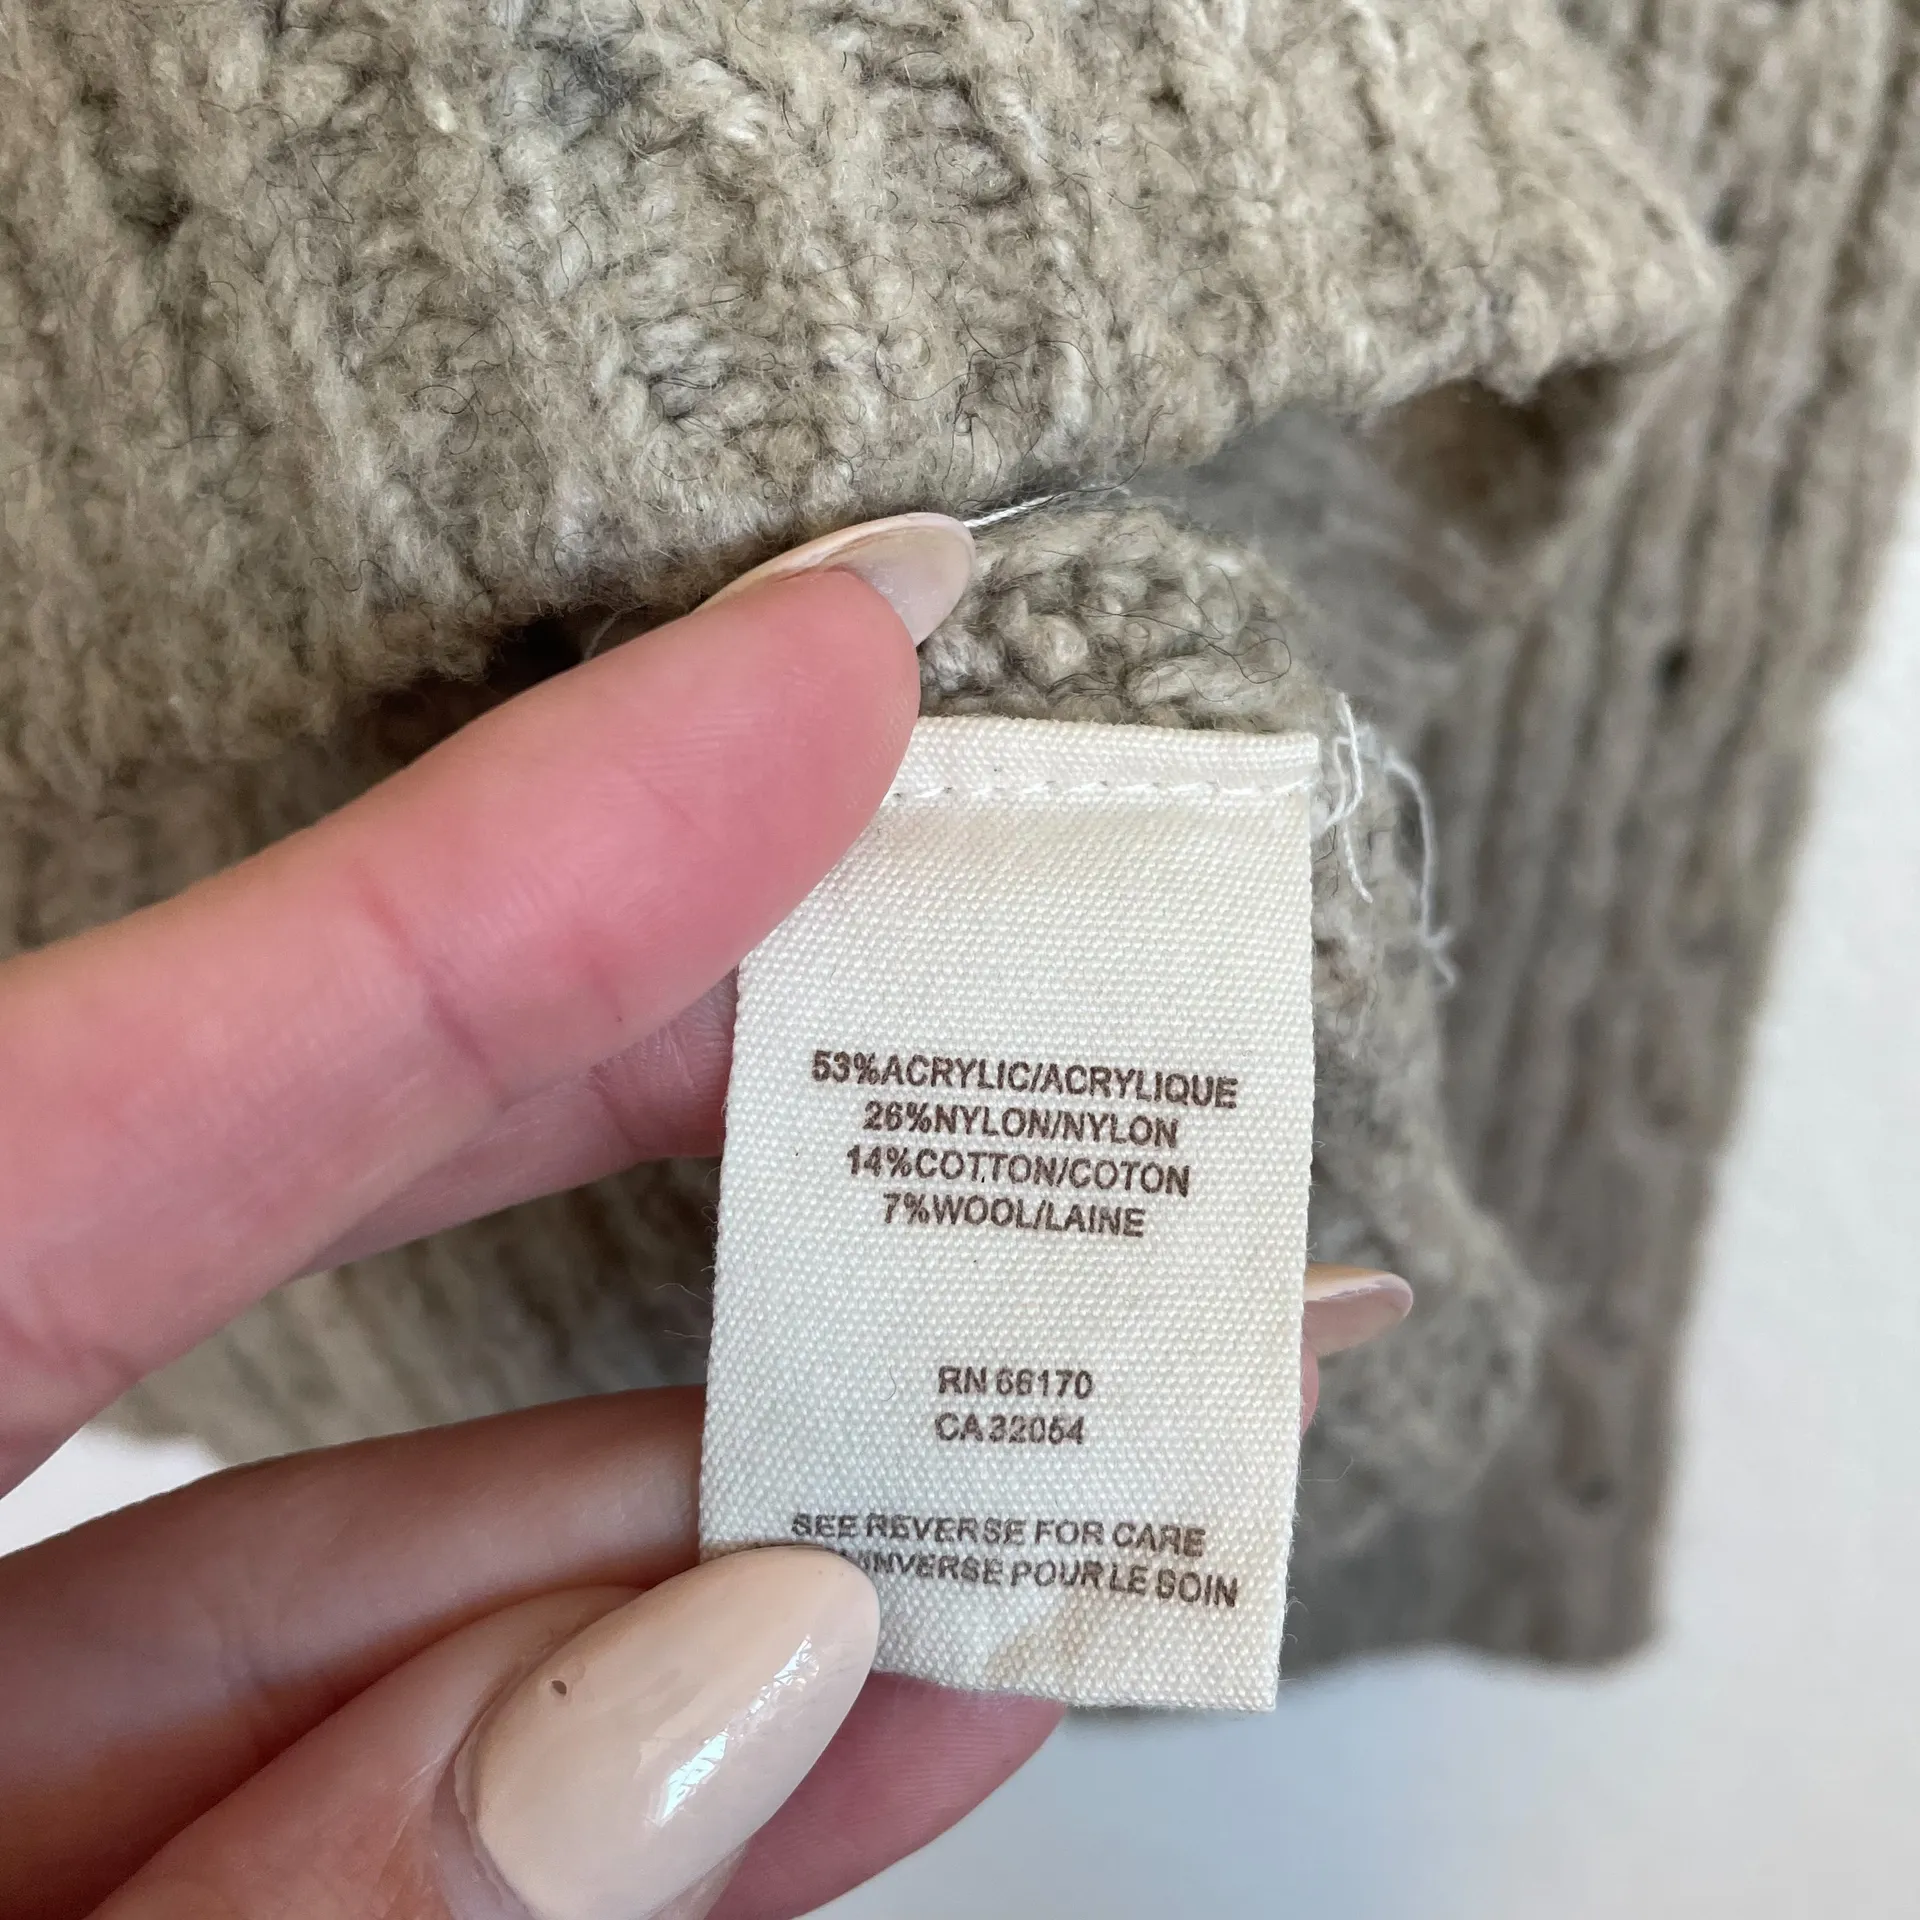 53%ACRYLIC/ACRYLIQUE
26%NYLON/NYLON
14%COTTON/COTON
7%WOOL/LAINE
RN 66170
CA 32054
SEE REVERSE FOR CARE
INVERSE POUR LE SOIN